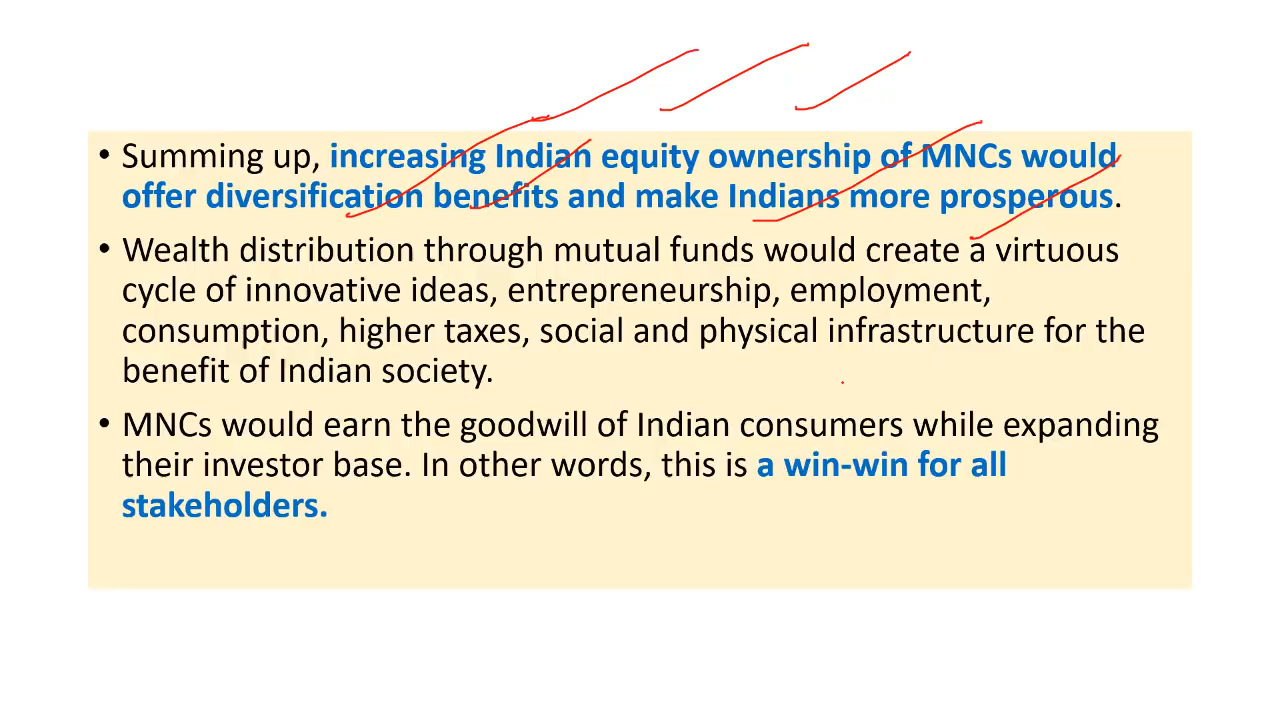 • Summing up, increasing Indian equity ownership of MNCs would
offer diversification benefits and make Indians more prosperous.
• Wealth distribution through mutual funds would create a virtuous
cycle of innovative ideas, entrepreneurship, employment,
consumption, higher taxes, social and physical infrastructure for the
benefit of Indian society.
• MNCs would earn the goodwill of Indian consumers while expanding
their investor base. In other words, this is a win-win for all
stakeholders.